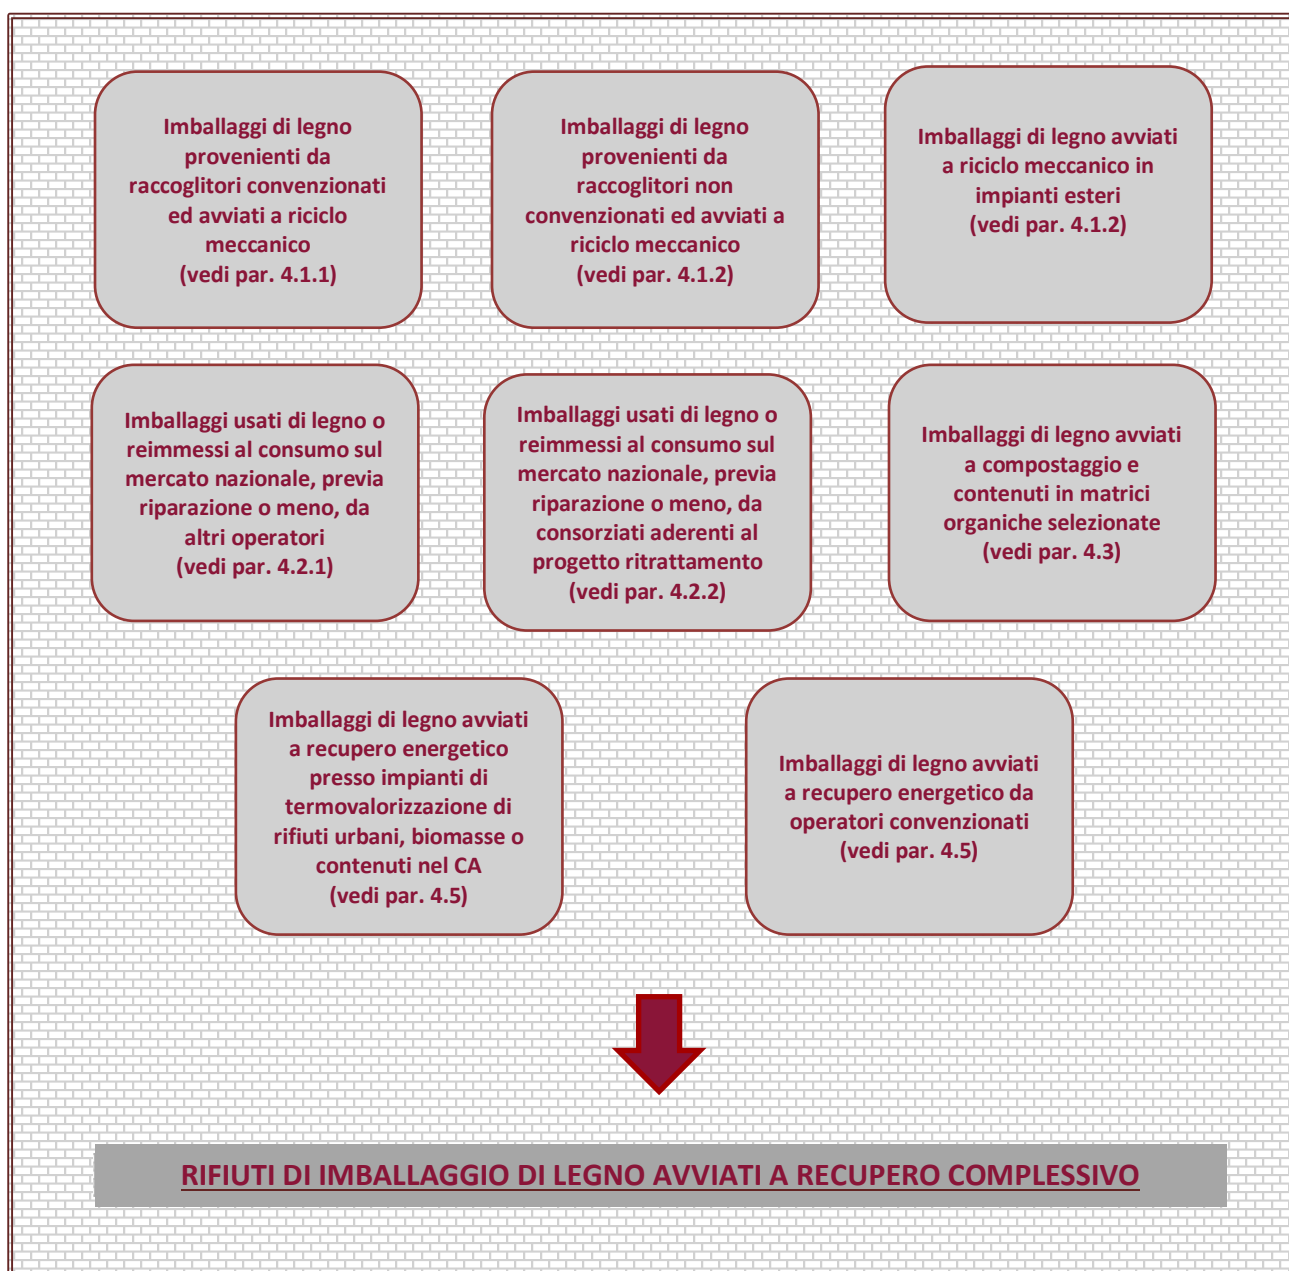 Imballaggi di legno
provenienti da
raccoglitori convenzionati
ed avviati a riciclo
meccanico
(vedi par. 4.1.1)
Imballaggi di legno
provenienti da
raccoglitori non
convenzionati ed avviati a
riciclo meccanico
(vedi par. 4.1.2)
Imballaggi di legno avviati
a riciclo meccanico in
impianti esteri
(vedi par. 4.1.2)
Imballaggi usati di legno o
reimmessi al consumo sul
mercato nazionale, previa
riparazione o meno, da
altri operatori
(vedi par. 4.2.1)
Imballaggi usati di legno o
reimmessi al consumo sul
mercato nazionale, previa
riparazione o meno, da
consorziati aderenti al
progetto ritrattamento
(vedi par. 4.2.2)
Imballaggi di legno avviati
a compostaggio e
contenuti in matrici
organiche selezionate
(vedi par. 4.3)
Imballaggi di legno avviati
a recupero energetico
presso impianti di
termovalorizzazione di
rifiuti urbani, biomasse o
contenuti nel CA
(vedi par. 4.5)
Imballaggi di legno avviati
a recupero energetico da
operatori convenzionati
(vedi par. 4.5)
RIFIUTI DI IMBALLAGGIO DI LEGNO AVVIATI A RECUPERO COMPLESSIVO